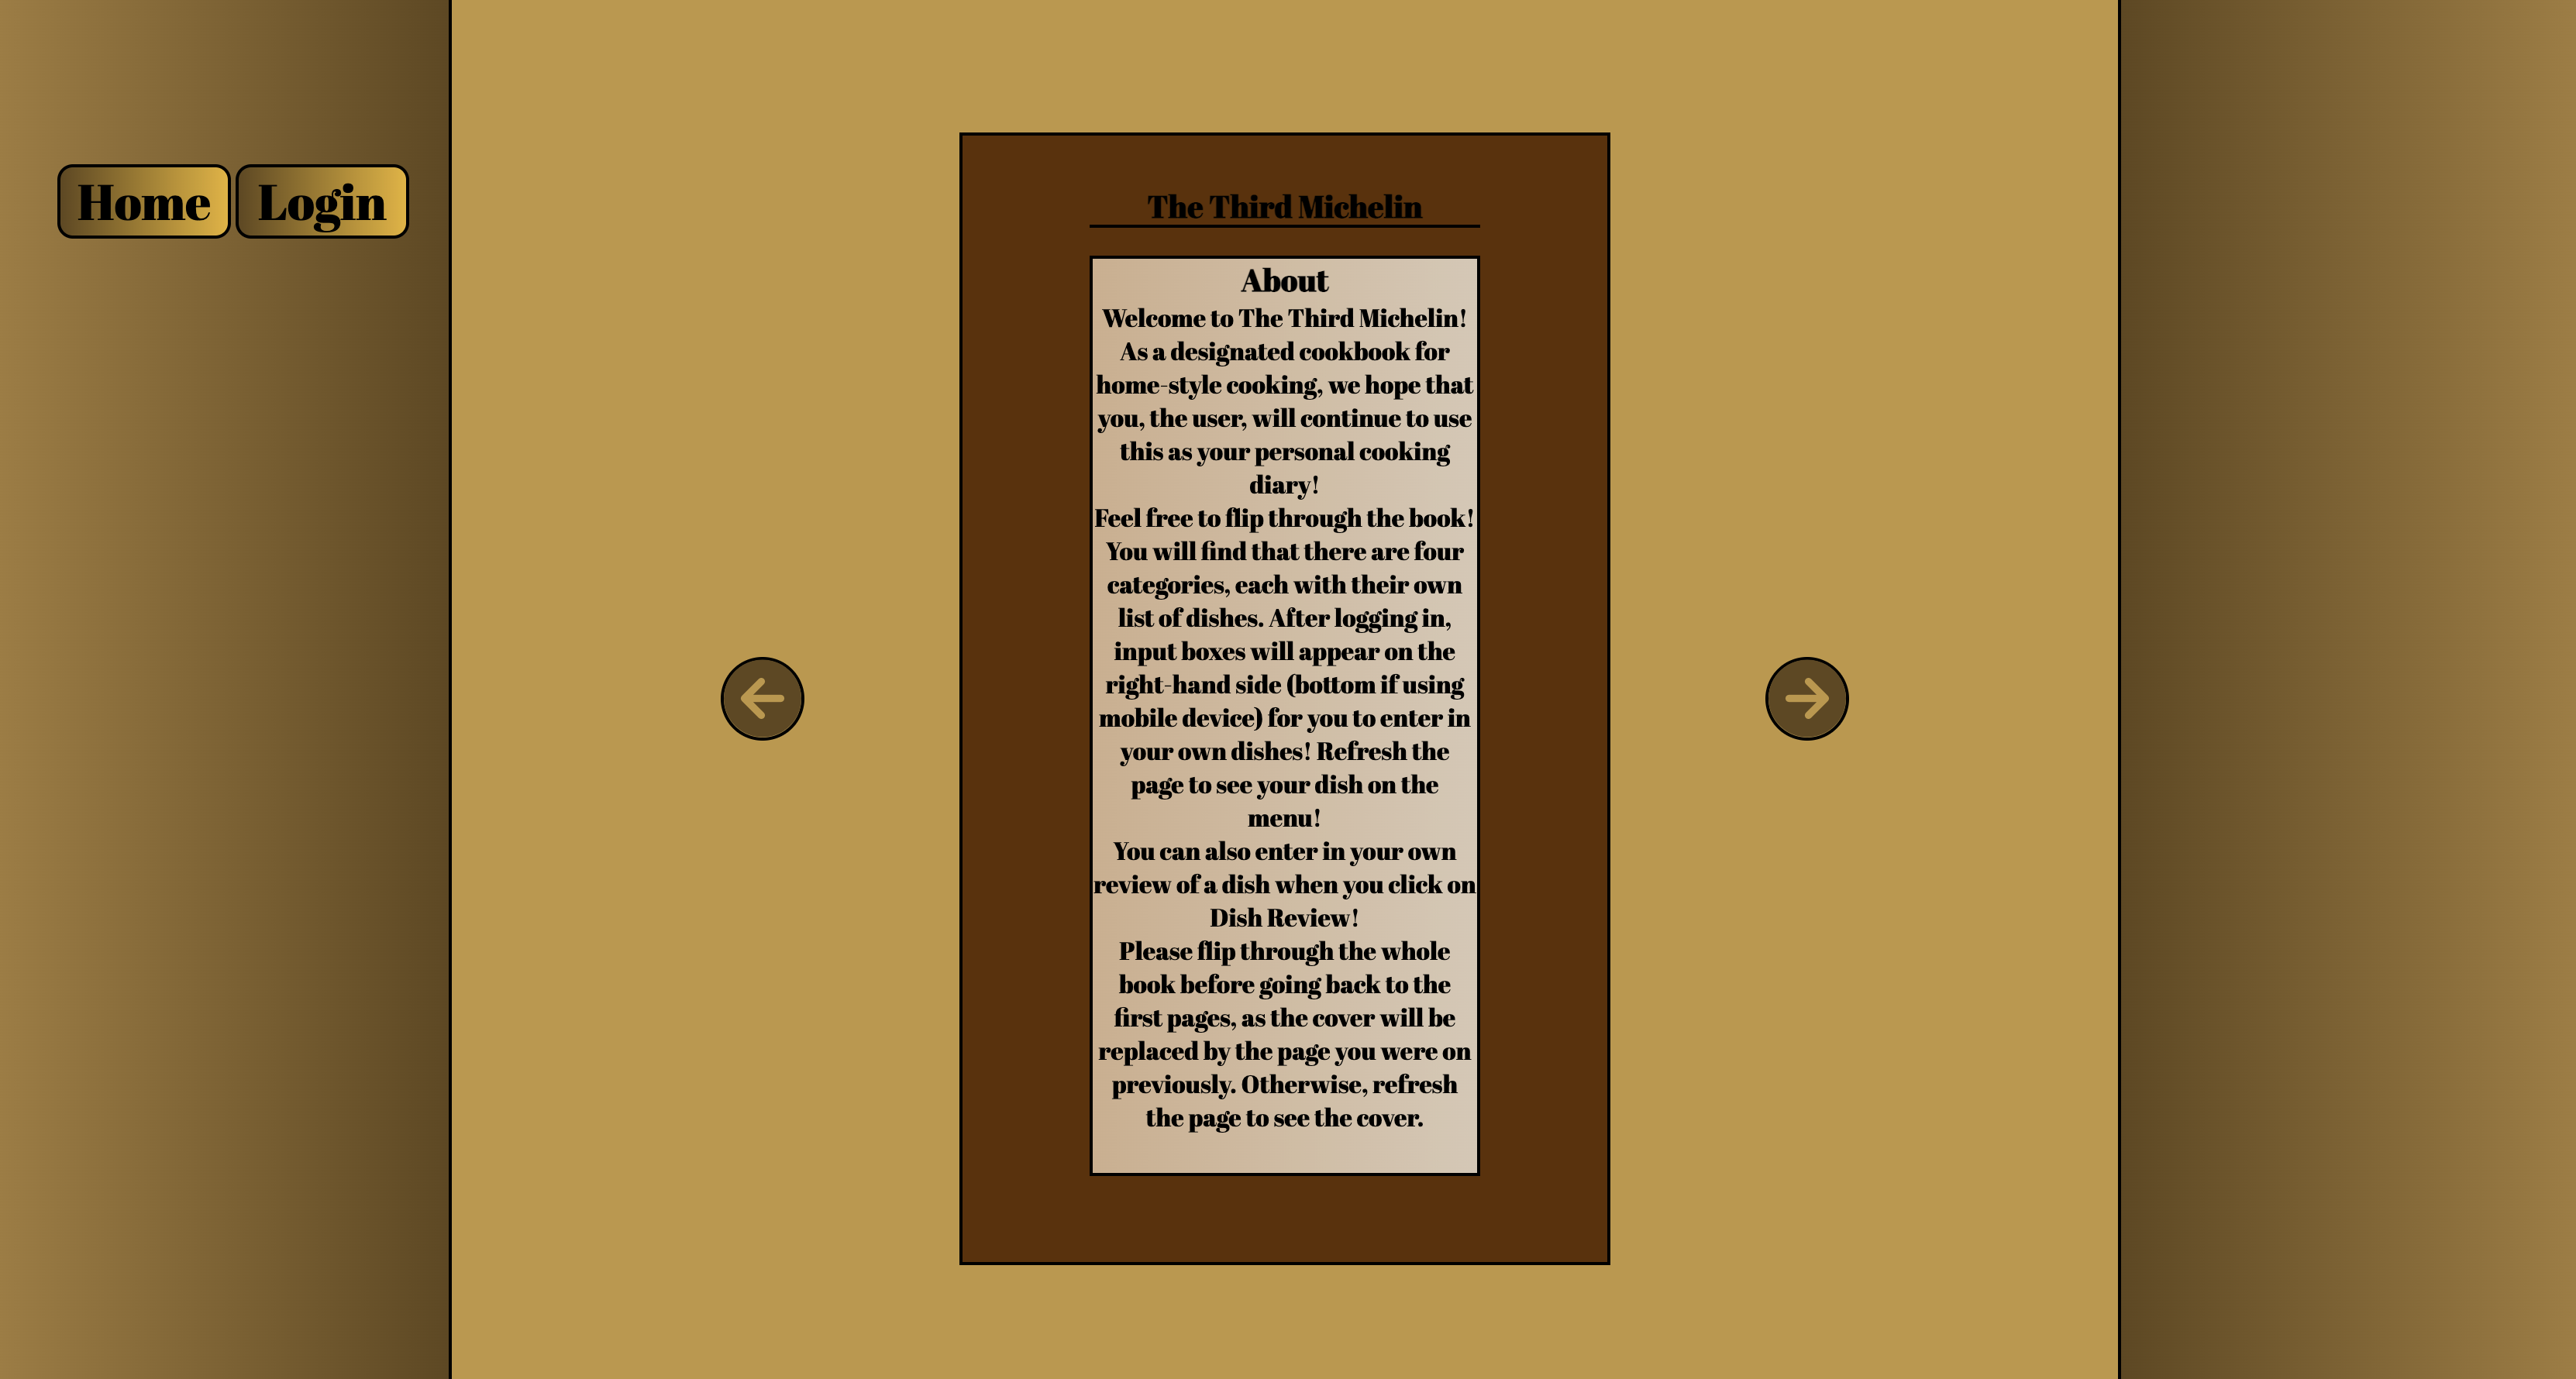 Home Login
The Third Michelin
About
Welcome to The Third Michelin!
As a designated cookbook for
home-style cooking, we hope that
you, the user, will continue to use
this as your personal cooking
diary!
Feel free to flip through the book!
You will find that there are four
categories, each with their own
list of dishes. After logging in,
input boxes will appear on the
right-hand side (bottom if using
mobile device) for you to enter in
your own dishes! Refresh the
page to see your dish on the
menu!
You can also enter in your own
review of a dish when you click on
Dish Review!
Please flip through the whole
book before going back to the
first pages, as the cover will be
replaced by the page you were on
previously. Otherwise, refresh
the page to see the cover.